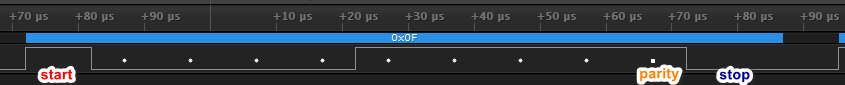 +70 µs +80 µs +90 µs +10 µs +20 µs +30 µs +40 µs +50 µs +60 µs +70 µs +80 µs +90 µs
0x0F
start parity stop